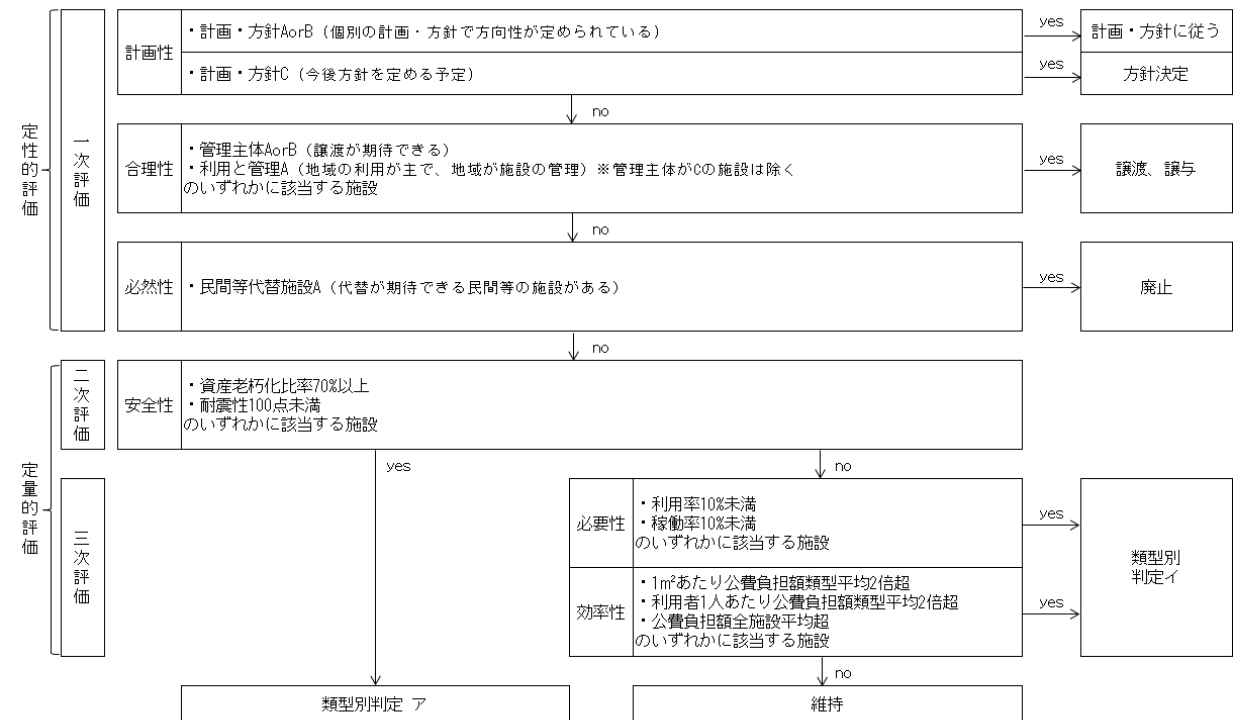 定性的評価
一次評価
計画性
・計画・方針AorB（個別の計画・方針で方向性が定められている）
yes
計画・方針に従う
・計画・方針C（今後方針を定める予定）
yes
方針決定
no
合理性
・管理主体AorB（譲渡が期待できる）
・利用と管理A（地域の利用が主で、地域が施設の管理）※管理主体がCの施設は除く
のいずれかに該当する施設
yes
譲渡、譲与
no
必然性
・民間等代替施設A（代替が期待できる民間等の施設がある）
yes
廃止
no
定量的評価
二次評価
安全性
・資産老朽化比率70%以上
・耐震性100点未満
のいずれかに該当する施設
yes
no
三次評価
必要性
・利用率10%未満
・稼働率10%未満
のいずれかに該当する施設
yes
効率性
・1㎡あたり公費負担額類型平均2倍超
・利用者1人あたり公費負担額類型平均2倍超
・公費負担額全施設平均超
のいずれかに該当する施設
yes
類型別
判定イ
no
類型別判定 ア
維持